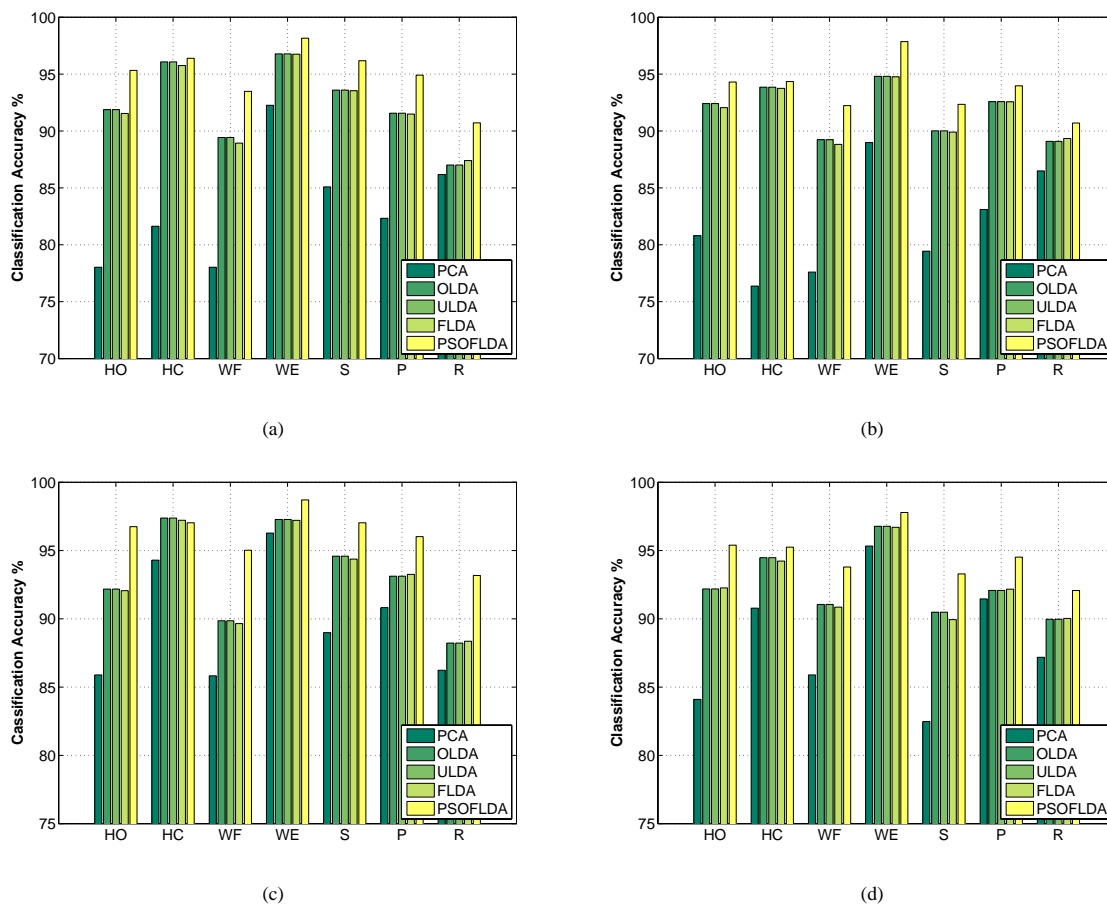 100
95
90
85
80
75
70
Classification Accuracy %
HO HC WF WE S P R
PCA
OLDA
ULDA
FLDA
PSOFLDA
(a)
100
95
90
85
80
75
70
Classification Accuracy %
HO HC WF WE S P R
PCA
OLDA
ULDA
FLDA
PSOFLDA
(b)
100
95
90
85
80
75
Cassification Accuracy %
HO HC WF WE S P R
PCA
OLDA
ULDA
FLDA
PSOFLDA
(c)
100
95
90
85
80
75
Classification Accuracy %
HO HC WF WE S P R
PCA
OLDA
ULDA
FLDA
PSOFLDA
(d)